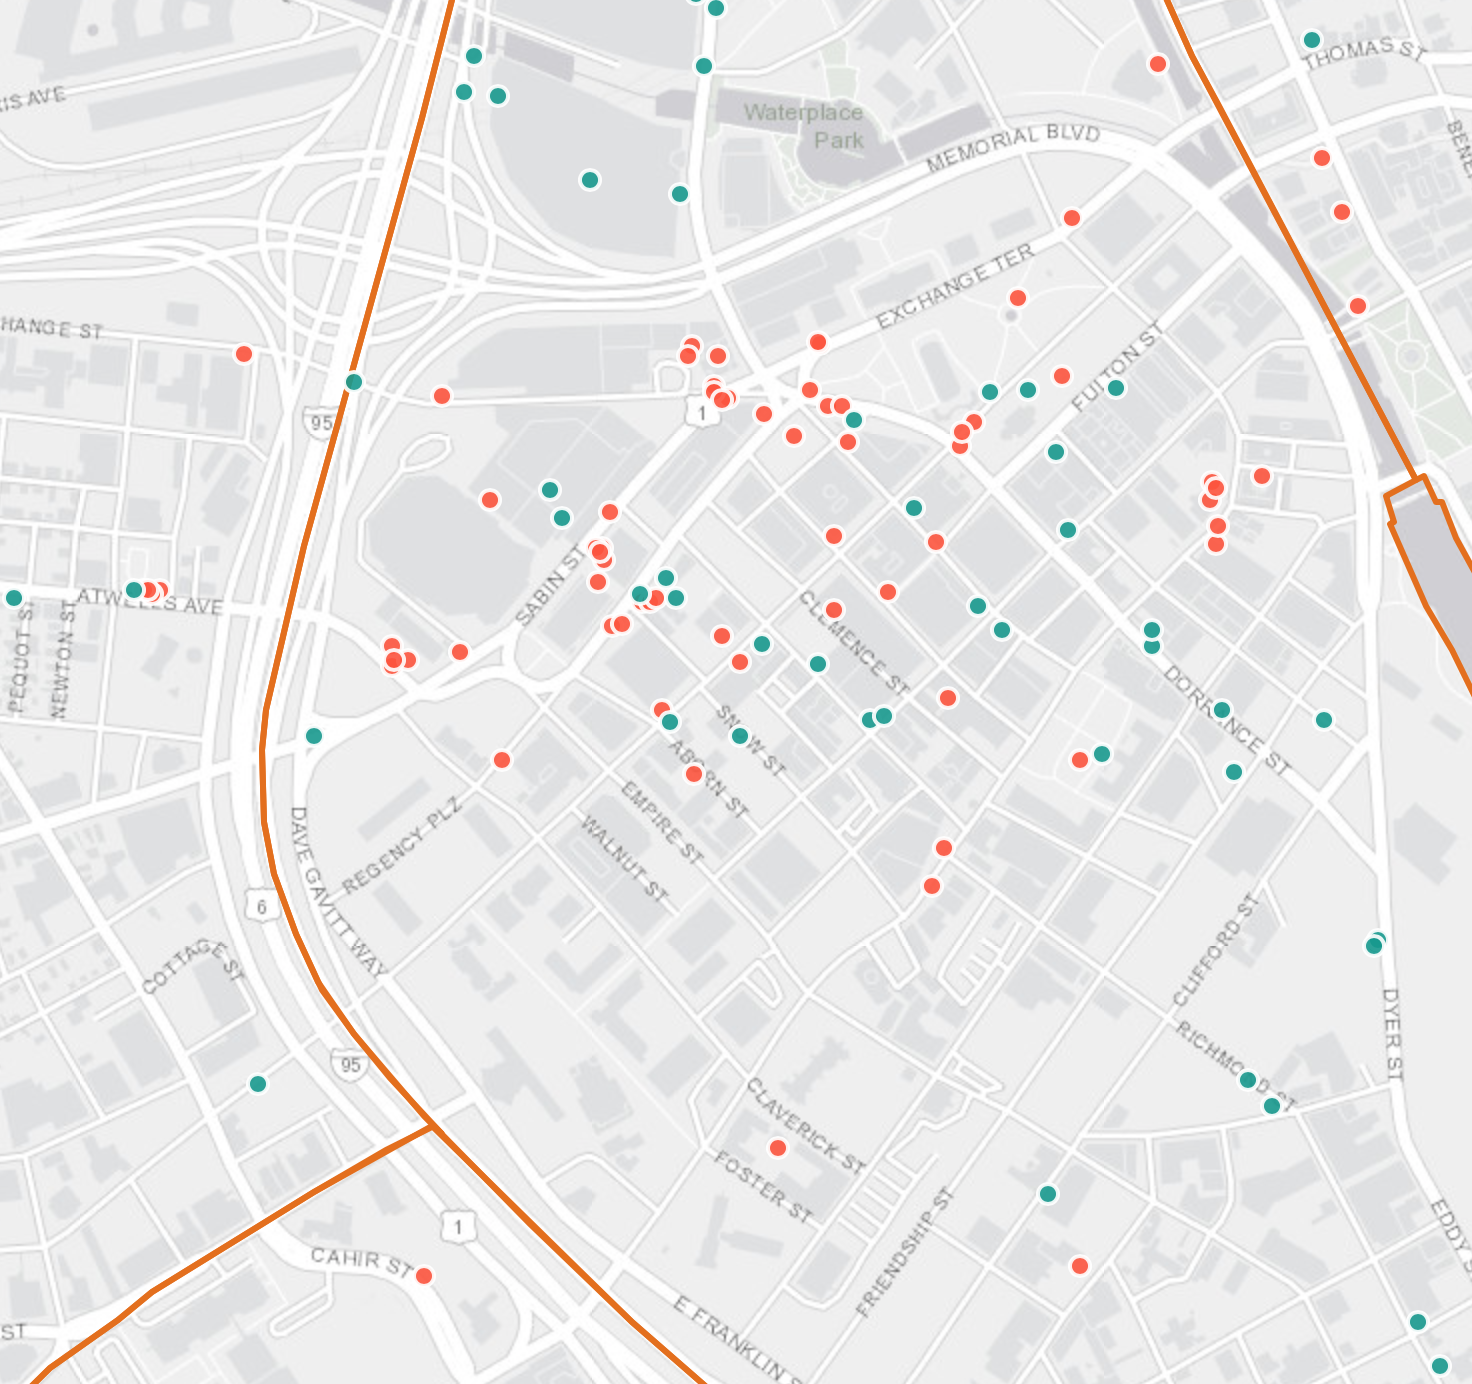 THOMAS ST
Waterplace
Park
MEMORIAL BLVD
EXCHANGE TER
HANGE ST
FULTON ST
1
95
SABIN ST
ATWELLS AVE
PEQUOT ST
NEWTON ST
CLEMENCE ST
DORRANCE ST
SNOW ST
ABORN ST
EMPIRE ST
WALNUT ST
REGENCY PLZ
DAVE GAVITT WAY
6
COTTAGE ST
CLIFFORD ST
DYER ST
RICHMOND ST
95
CLAVERICK ST
FOSTER ST
FRIENDSHIP ST
EDDY S
1
CAHIR ST
E FRANKLIN S
ST